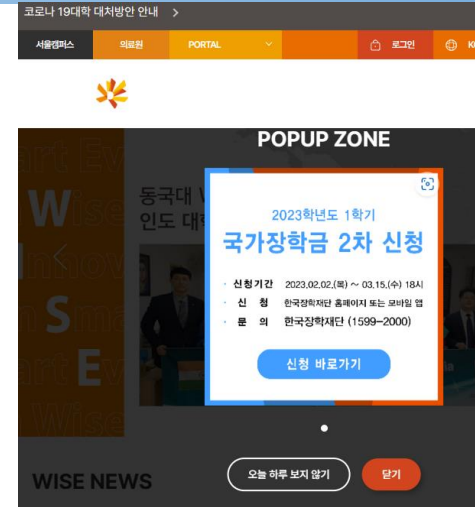 코로나 19대학 대처방안 안내 >
서울캠퍼스 의료원 PORTAL 로그인
POPUP ZONE
동국대 W
인도 대
2023학년도 1학기
국가장학금 2차 신청
· 신청기간 2023.02.02.(목) ~ 03.15.(수) 18시
· 신 청 한국장학재단 홈페이지 또는 모바일 앱
· 문 의 한국장학재단 (1599-2000)
신청 바로가기
Wise
S
E
Wise
오늘 하루 보지 않기 닫기
WISE NEWS